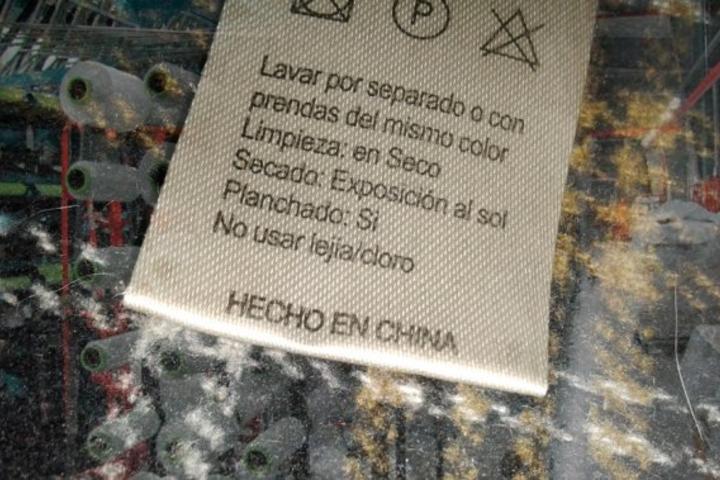 P
Lavar por separado o con
prendas del mismo color
Limpieza: en Seco
Secado: Exposición al sol
Planchado: Si
No usar lejia/cloro
HECHO EN CHINA